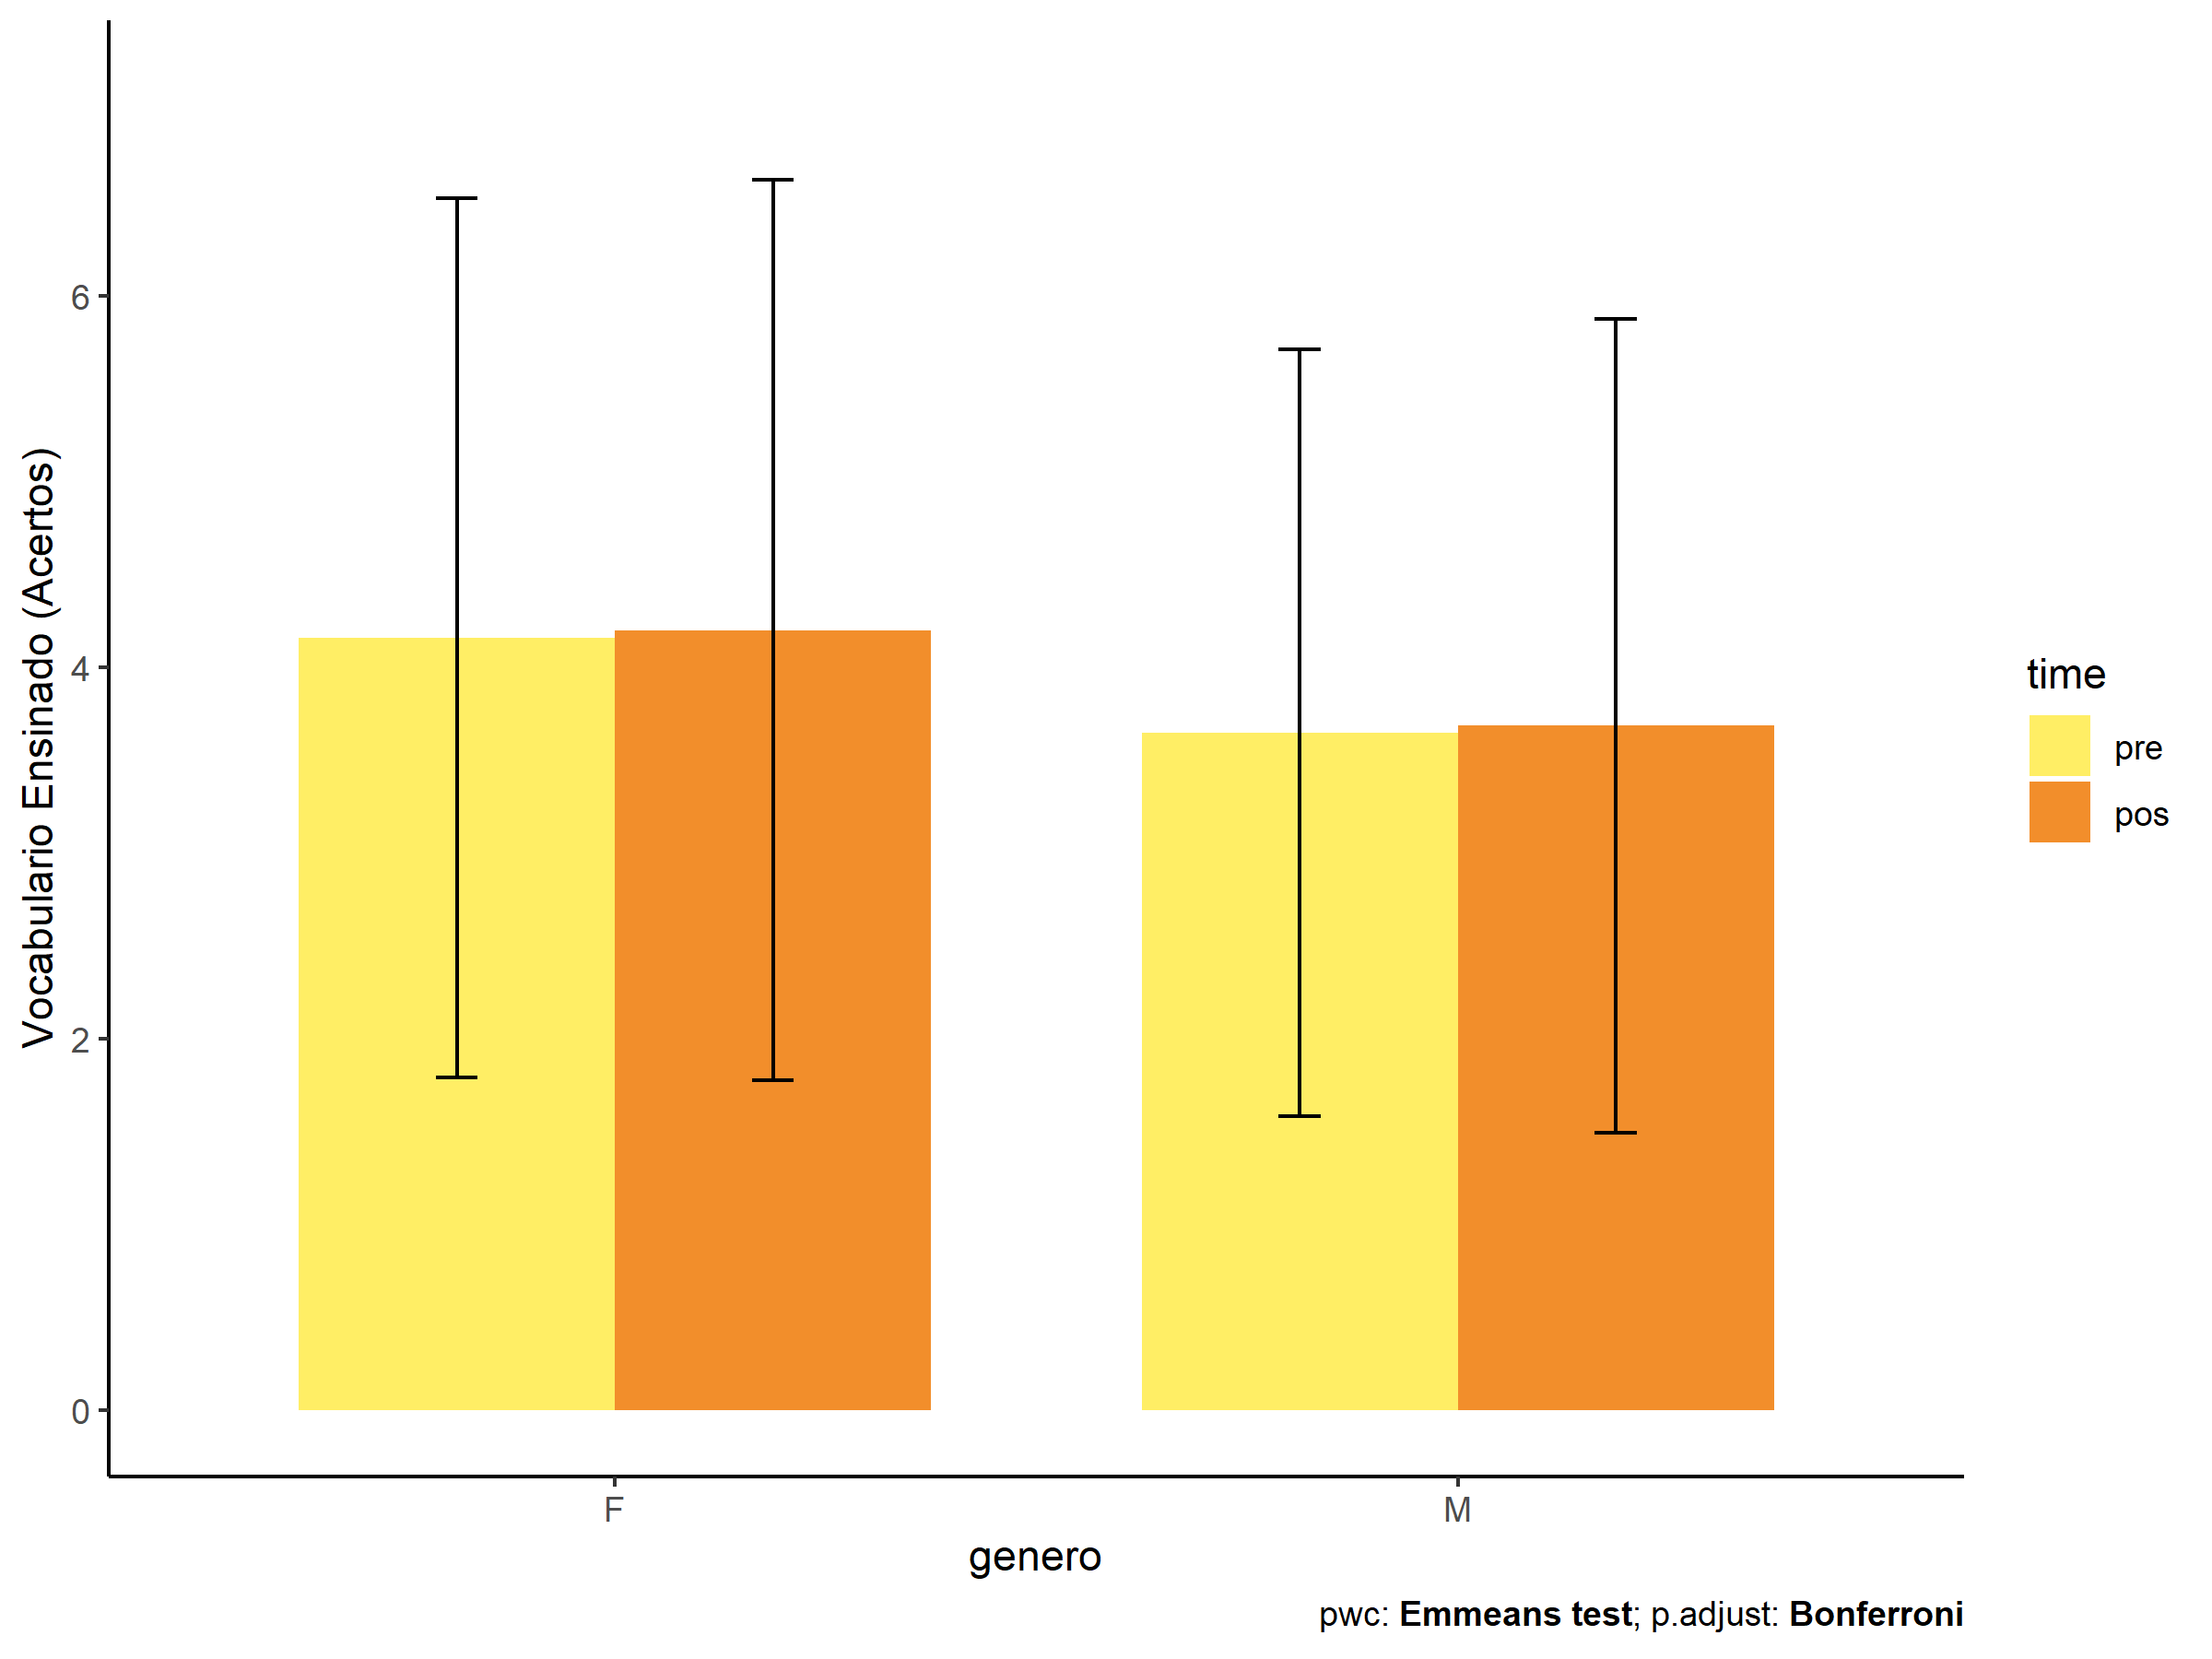 Vocabulario Ensinado (Acertos)
6
4
2
0
F
M
genero
time
pre
pos
pwc: Emmeans test; p.adjust: Bonferroni